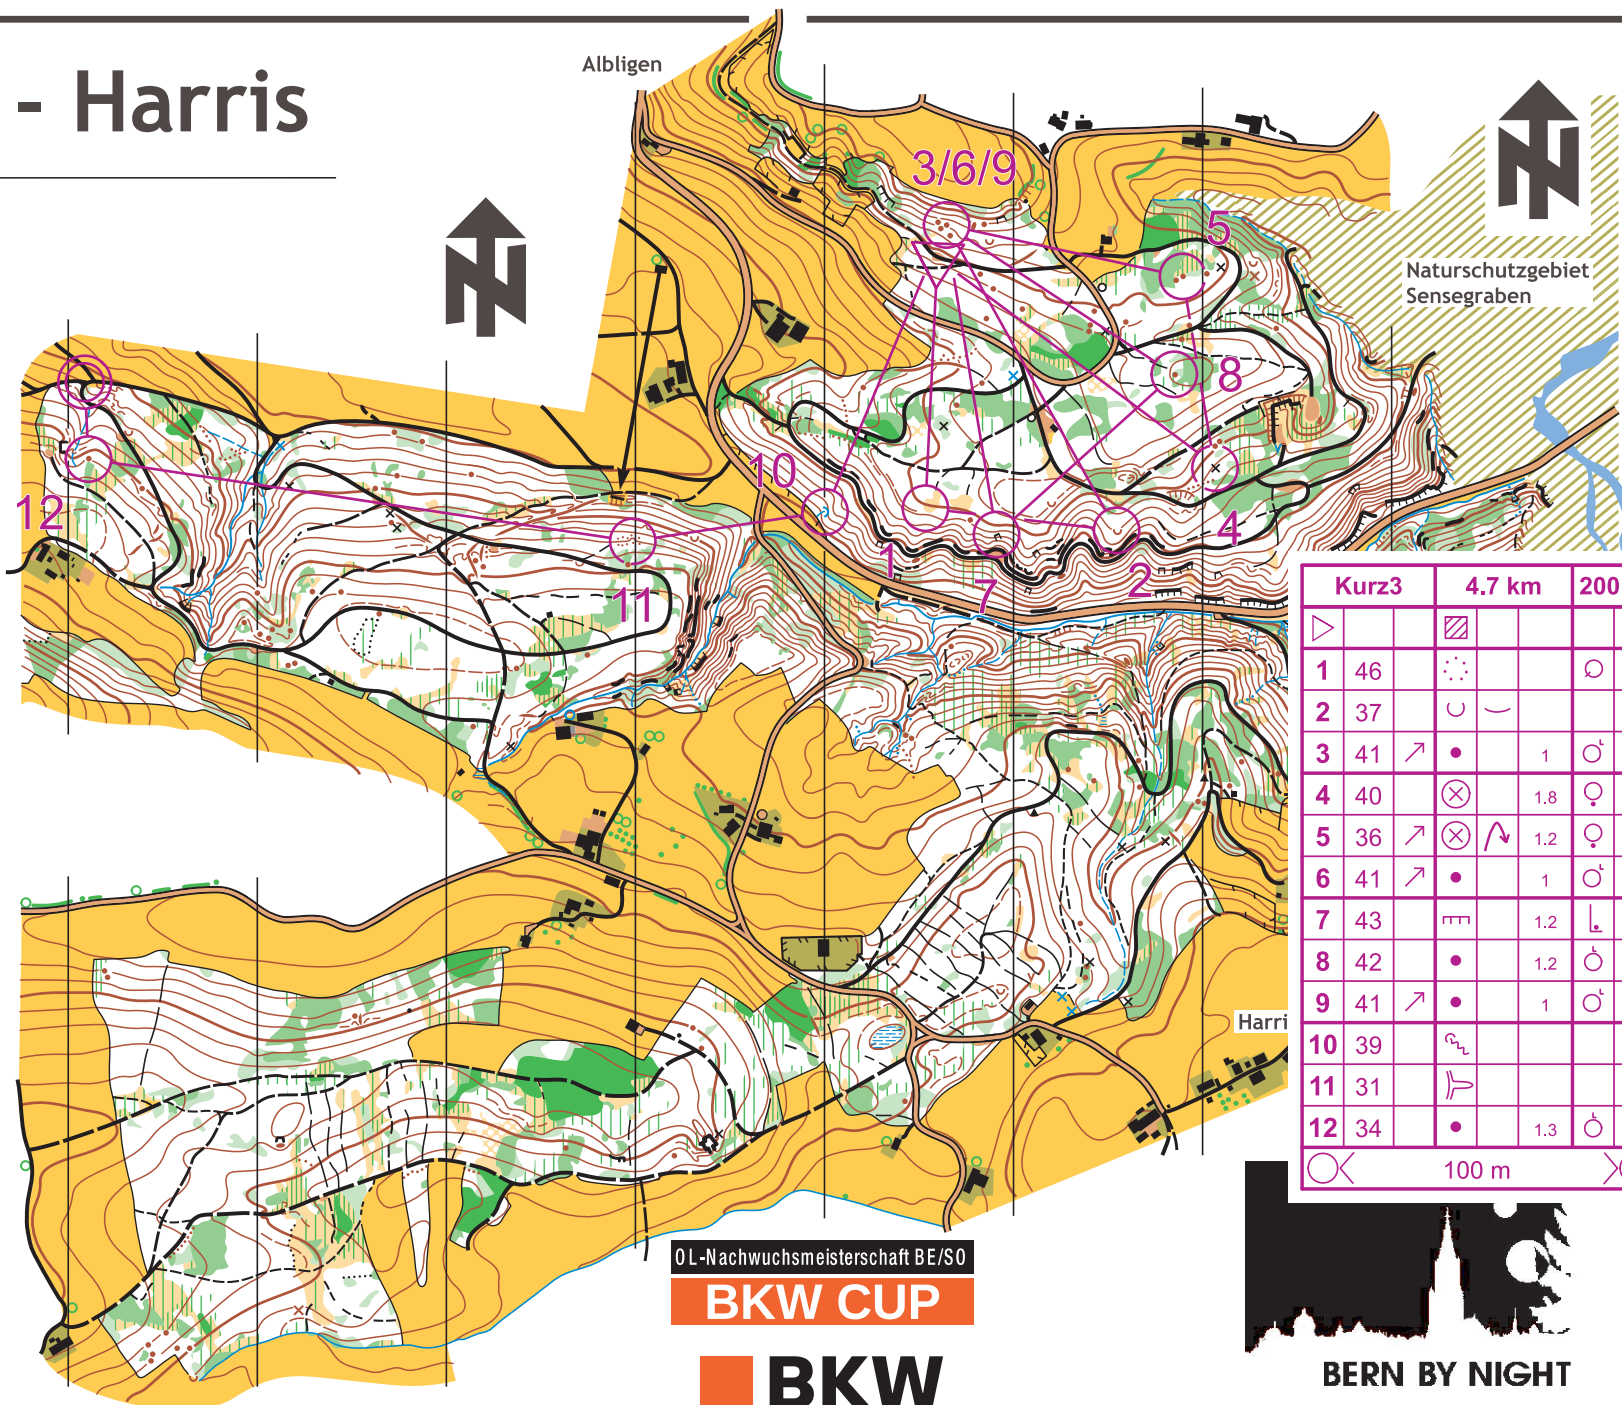 - Harris
Albligen
3/6/9
5
Naturschutzgebiet
Sensegraben
8
10
12
4
1
2
7
11
Kurz3 4.7 km 200
1 46
2 37
3 41 1
4 40 1.8
5 36 1.2
6 41 1
7 43 1.2
8 42 1.2
9 41 1
10 39
11 31
12 34 1.3
100 m
Harri
OL-Nachwuchsmeisterschaft BE/SO
BKW CUP
BKW
BERN BY NIGHT